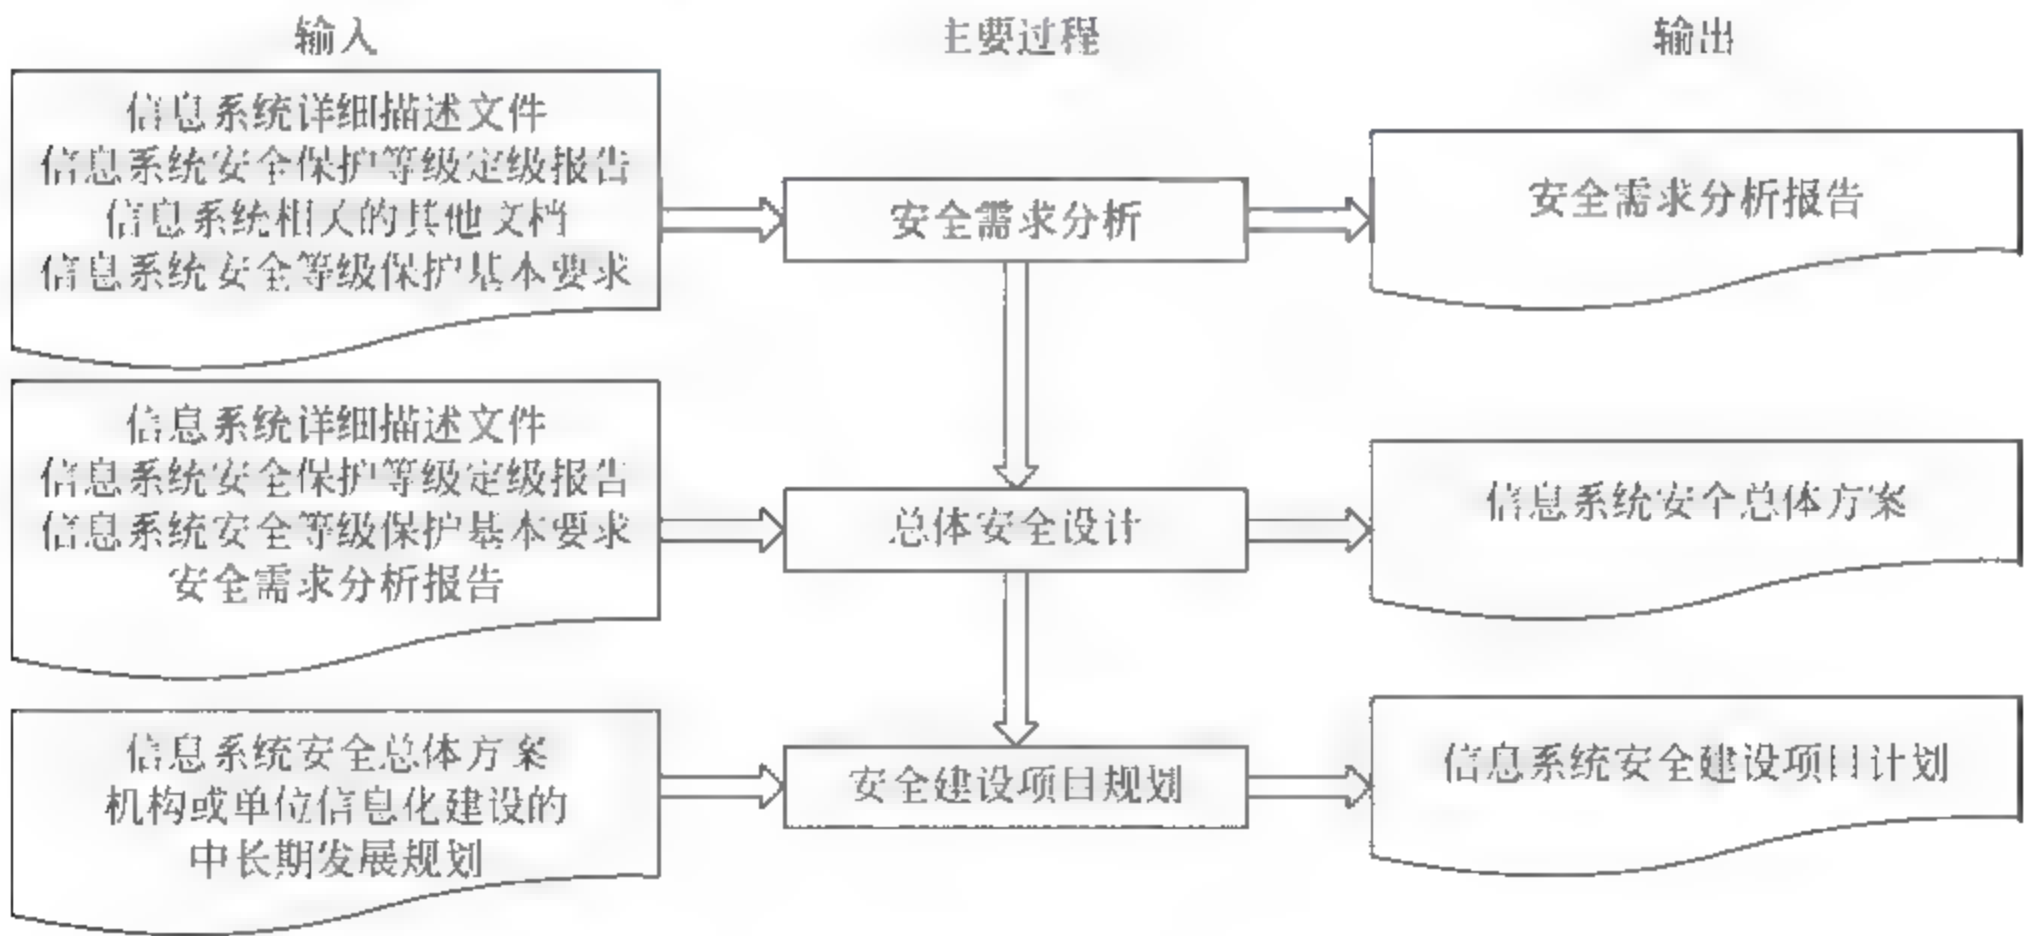 输入
主要过程
输出
信息系统详细描述文件
信息系统安全保护等级定级报告
信息系统相关的其他文档
信息系统安全等级保护基本要求
安全需求分析
安全需求分析报告
信息系统详细描述文件
信息系统安全保护等级定级报告
信息系统安全等级保护基本要求
安全需求分析报告
总体安全设计
信息系统安全总体方案
信息系统安全总体方案
机构或单位信息化建设的
中长期发展规划
安全建设项目规划
信息系统安全建设项目计划